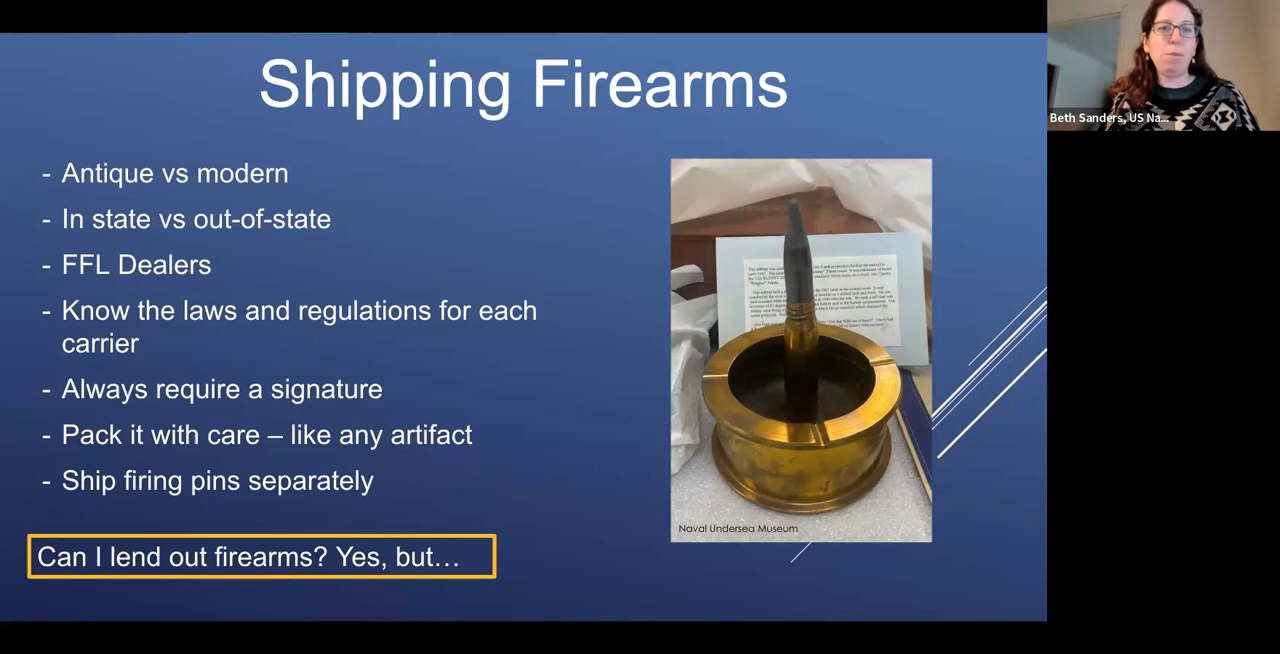 Shipping Firearms
- Antique vs modern
- In state vs out-of-state
- FFL Dealers
- Know the laws and regulations for each
carrier
- Always require a signature
- Pack it with care – like any artifact
- Ship firing pins separately
Can I lend out firearms? Yes, but…
Naval Undersea Museum
Beth Sanders, US Na...